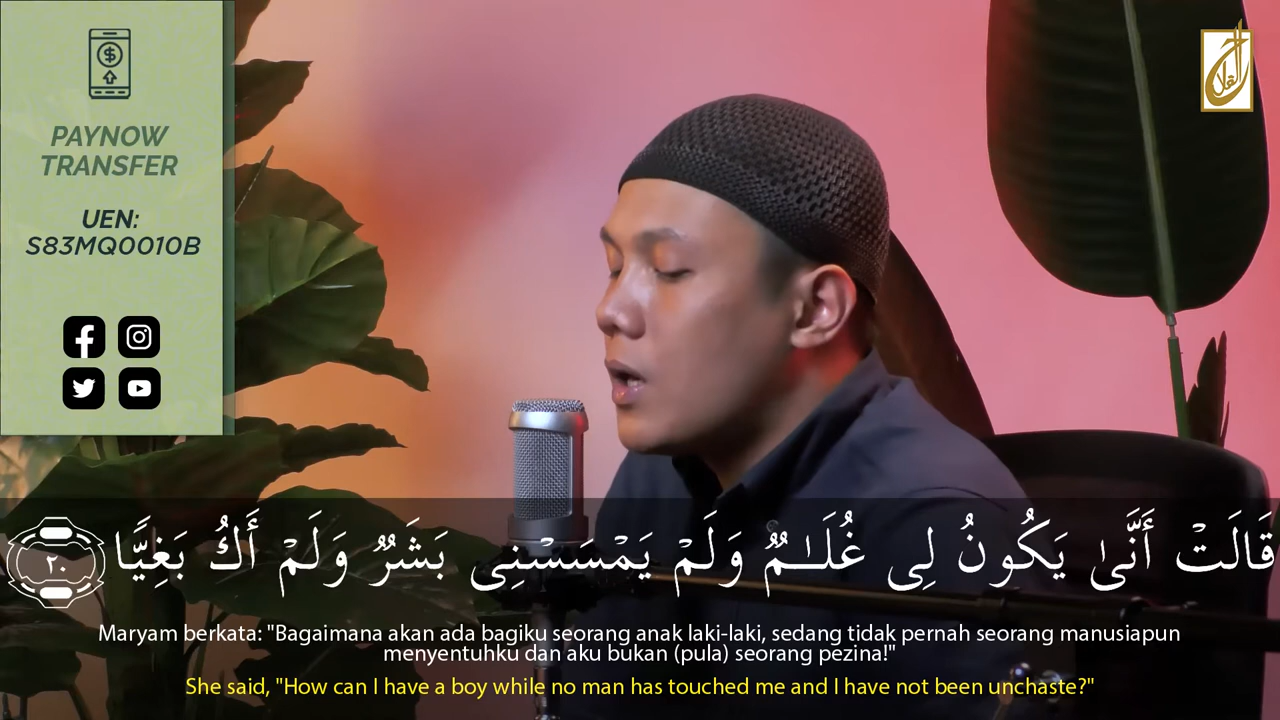 PAYNOW
TRANSFER
UEN:
S83MQ0010B
قَالَتْ أَنَّىٰ يَكُونُ لِى غُلَـٰمٌ وَلَمْ يَمْسَسْنِى بَشَرٌ وَلَمْ أَكُ بَغِيًّا ٢٠
Maryam berkata: "Bagaimana akan ada bagiku seorang anak laki-laki, sedang tidak pernah seorang manusiapun
menyentuhku dan aku bukan (pula) seorang pezina!"
She said, "How can I have a boy while no man has touched me and I have not been unchaste?"